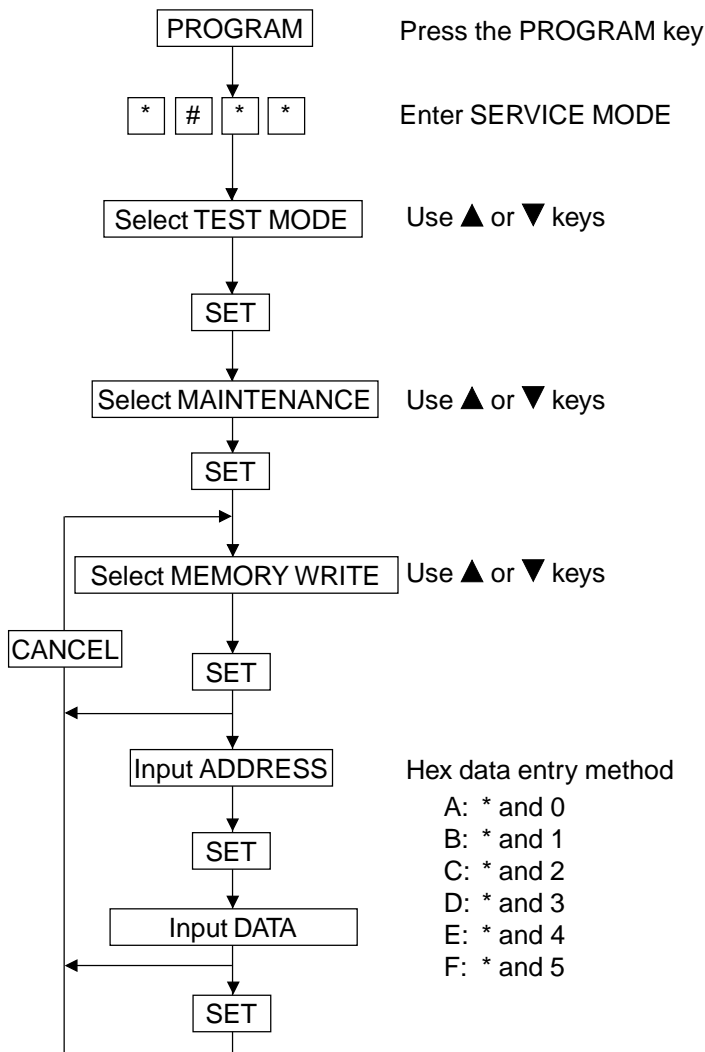 PROGRAM Press the PROGRAM key
* # * * Enter SERVICE MODE
Select TEST MODE Use ▲ or ▼ keys
SET
Select MAINTENANCE Use ▲ or ▼ keys
SET
Select MEMORY WRITE Use ▲ or ▼ keys
CANCEL
SET
Input ADDRESS Hex data entry method
A: * and 0
B: * and 1
SET
C: * and 2
D: * and 3
Input DATA
E: * and 4
F: * and 5
SET